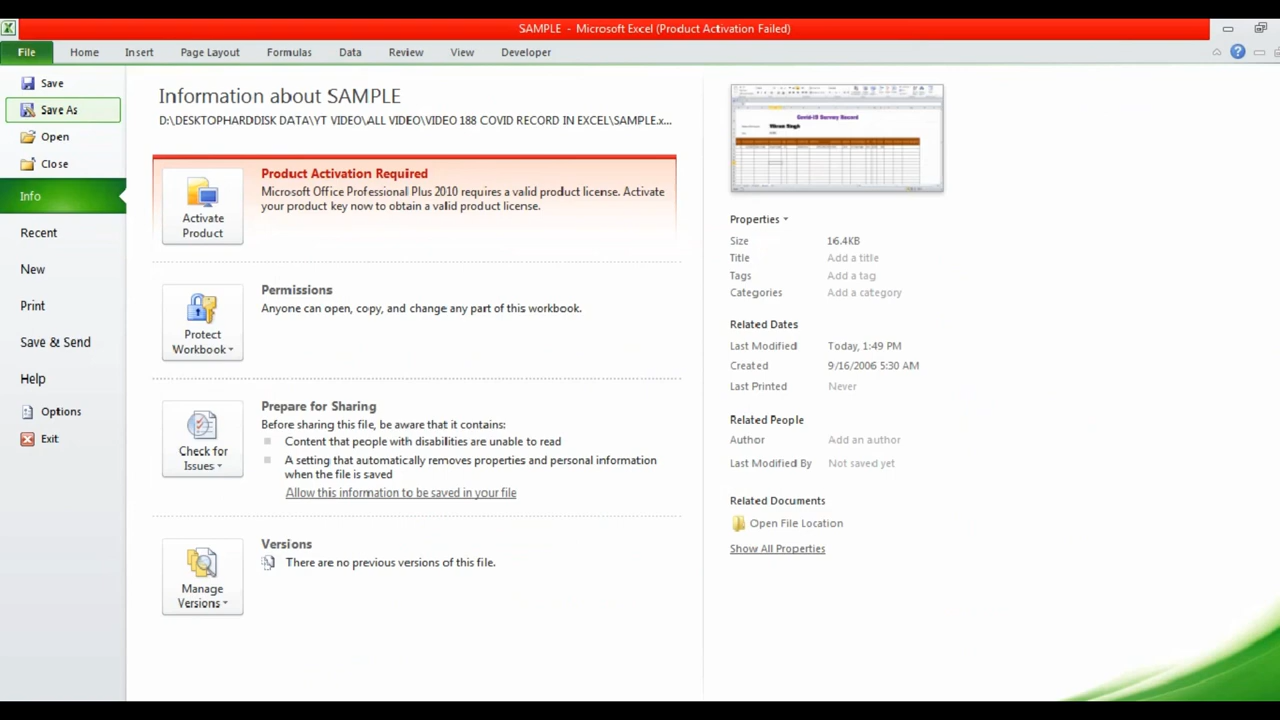 SAMPLE - Microsoft Excel (Product Activation Failed)
File Home Insert Page Layout Formulas Data Review View Developer
Save
Save As
Open
Close
Info
Recent
New
Print
Save & Send
Help
Options
Exit
Information about SAMPLE
D:\DESKTOPHARDDISK DATA\YT VIDEO\ALL VIDEO\VIDEO 188 COVID RECORD IN EXCEL\SAMPLE.x...
Activate
Product
Product Activation Required
Microsoft Office Professional Plus 2010 requires a valid product license. Activate
your product key now to obtain a valid product license.
Protect
Workbook
Permissions
Anyone can open, copy, and change any part of this workbook.
Check for
Issues
Prepare for Sharing
Before sharing this file, be aware that it contains:
Content that people with disabilities are unable to read
A setting that automatically removes properties and personal information
when the file is saved
Allow this information to be saved in your file
Manage
Versions
Versions
There are no previous versions of this file.
Covid-19 Survey Record
Vikram Singh
Properties
Size 16.4KB
Title Add a title
Tags Add a tag
Categories Add a category
Related Dates
Last Modified Today, 1:49 PM
Created 9/16/2006 5:30 AM
Last Printed Never
Related People
Author Add an author
Last Modified By Not saved yet
Related Documents
Open File Location
Show All Properties